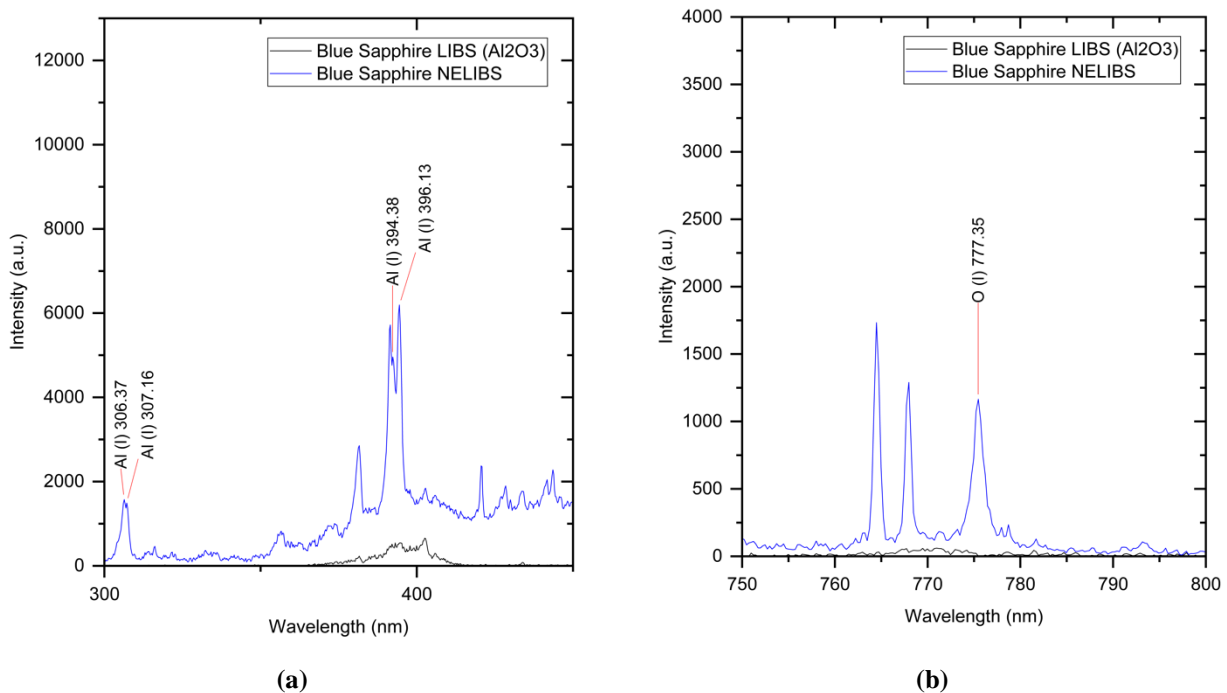 12000
10000
8000
6000
4000
2000
0
Intensity (a.u.)
300
400
Wavelength (nm)
Blue Sapphire LIBS (Al2O3)
Blue Sapphire NELIBS
Al (I) 306.37
Al (I) 307.16
Al (I) 394.38
Al (I) 396.13
(a)
4000
3500
3000
2500
2000
1500
1000
500
0
Intensity (a.u.)
750
760
770
780
790
800
Wavelength (nm)
Blue Sapphire LIBS (Al2O3)
Blue Sapphire NELIBS
O (I) 777.35
(b)